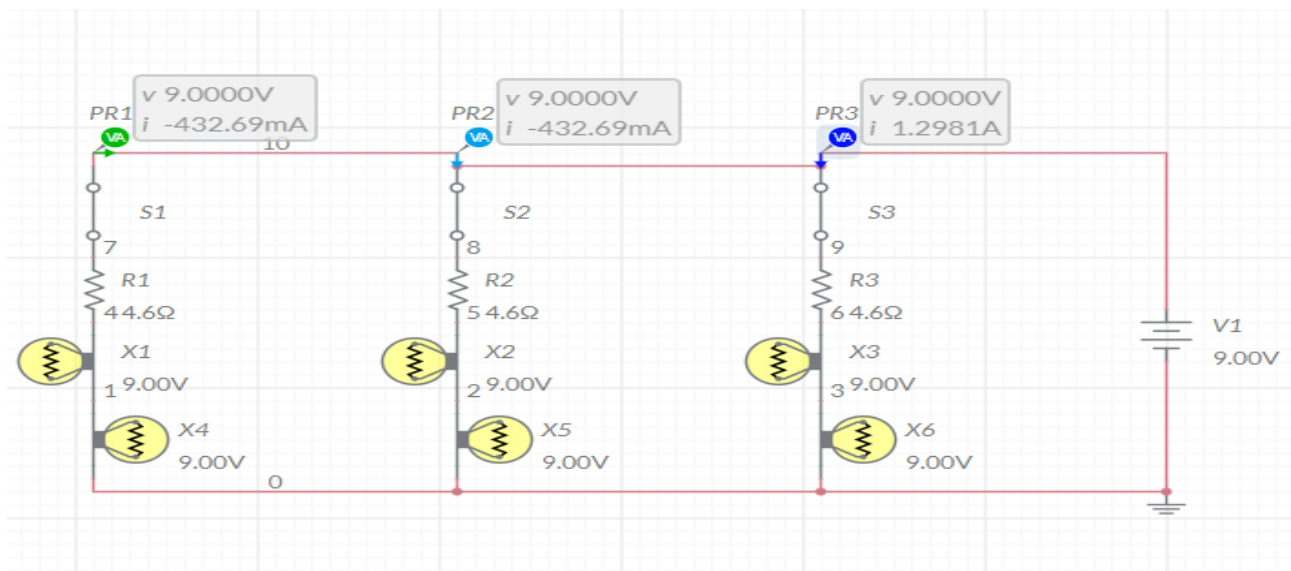 PR1
v 9.0000V
i -432.69mA
VA
10
PR2
v 9.0000V
i -432.69mA
VA
PR3
v 9.0000V
i 1.2981A
VA
S1
S2
S3
7
8
9
R1
4 4.6Ω
R2
5 4.6Ω
R3
6 4.6Ω
V1
9.00V
X1
9.00V
X2
9.00V
X3
9.00V
1
2
3
X4
9.00V
X5
9.00V
X6
9.00V
0